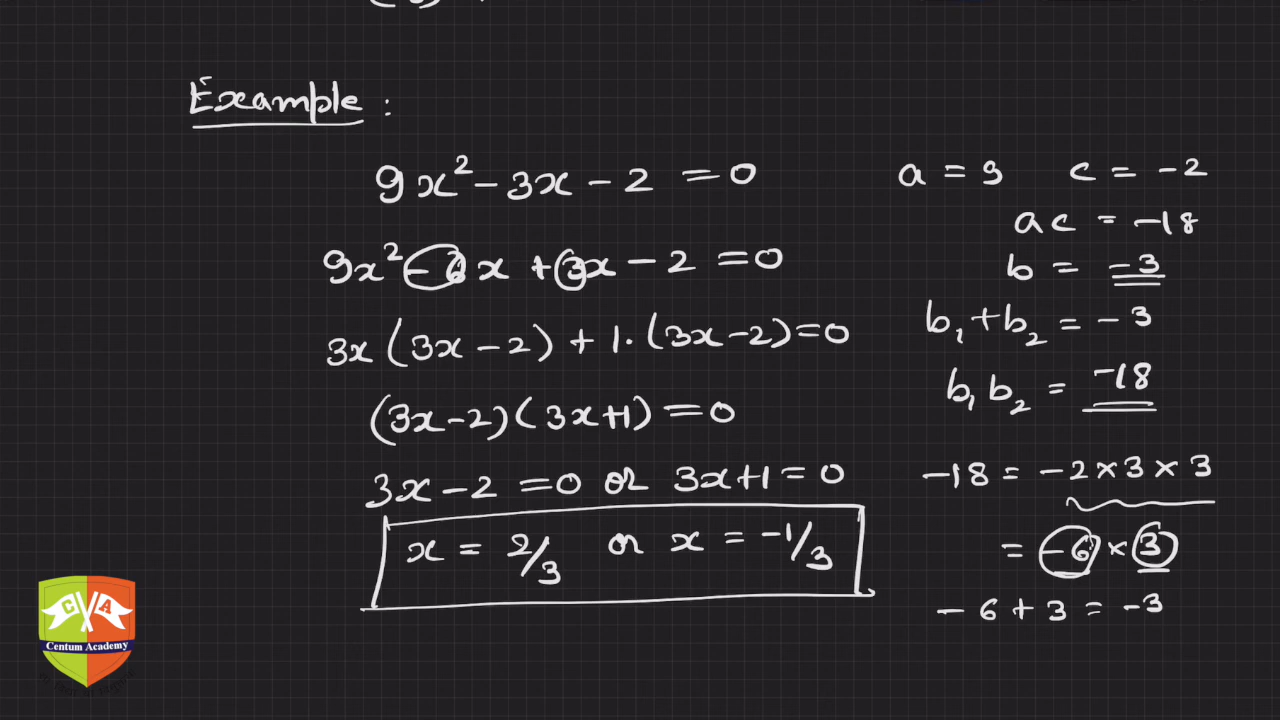 Example :
9x² - 3x - 2 = 0
9x² - 6x + 3x - 2 = 0
3x (3x - 2) + 1. (3x - 2) = 0
(3x - 2) (3x + 1) = 0
3x - 2 = 0 or 3x + 1 = 0
x = 2/3 or x = -1/3
a = 9 c = -2
ac = -18
b = -3
b₁ + b₂ = -3
b₁ b₂ = -18
-18 = -2 × 3 × 3
= -6 × 3
- 6 + 3 = -3
C A
Centum Academy